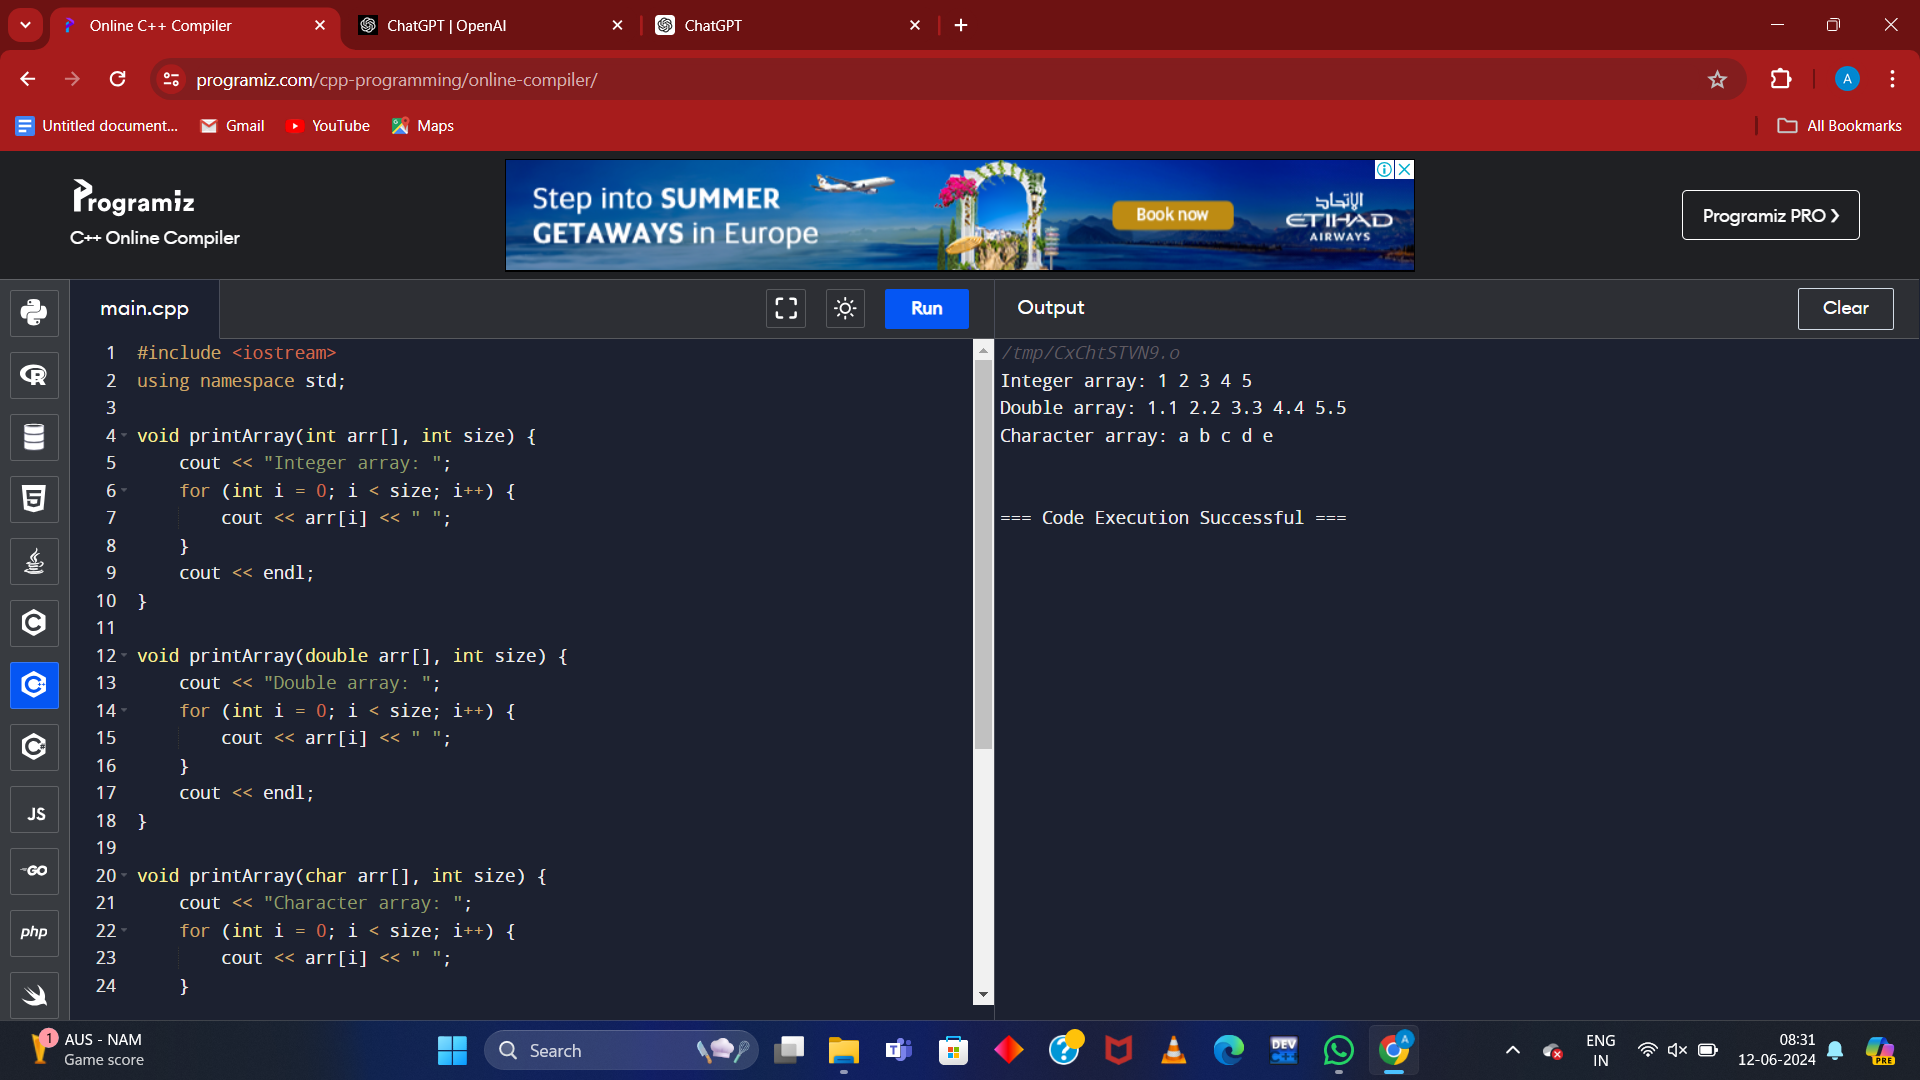 Online C++ Compiler
ChatGPT | OpenAI
ChatGPT
programiz.com/cpp-programming/online-compiler/
A
Untitled document...
Gmail
YouTube
Maps
All Bookmarks
Programiz
C++ Online Compiler
Step into SUMMER
GETAWAYS in Europe
Book now
الإتحاد
ETIHAD
AIRWAYS
Programiz PRO
main.cpp
Run
Output
Clear
1 #include <iostream>
2 using namespace std;
3
4 void printArray(int arr[], int size) {
5 cout << "Integer array: ";
6 for (int i = 0; i < size; i++) {
7 cout << arr[i] << " ";
8 }
9 cout << endl;
10 }
11
12 void printArray(double arr[], int size) {
13 cout << "Double array: ";
14 for (int i = 0; i < size; i++) {
15 cout << arr[i] << " ";
16 }
17 cout << endl;
18 }
19
20 void printArray(char arr[], int size) {
21 cout << "Character array: ";
22 for (int i = 0; i < size; i++) {
23 cout << arr[i] << " ";
24 }
/tmp/CxChtSTVN9.o
Integer array: 1 2 3 4 5
Double array: 1.1 2.2 3.3 4.4 5.5
Character array: a b c d e
=== Code Execution Successful ===
R
5
C
C
C
JS
GO
php
1
AUS - NAM
Game score
Search
DEV
C++
A
ENG
IN
08:31
12-06-2024
PRE